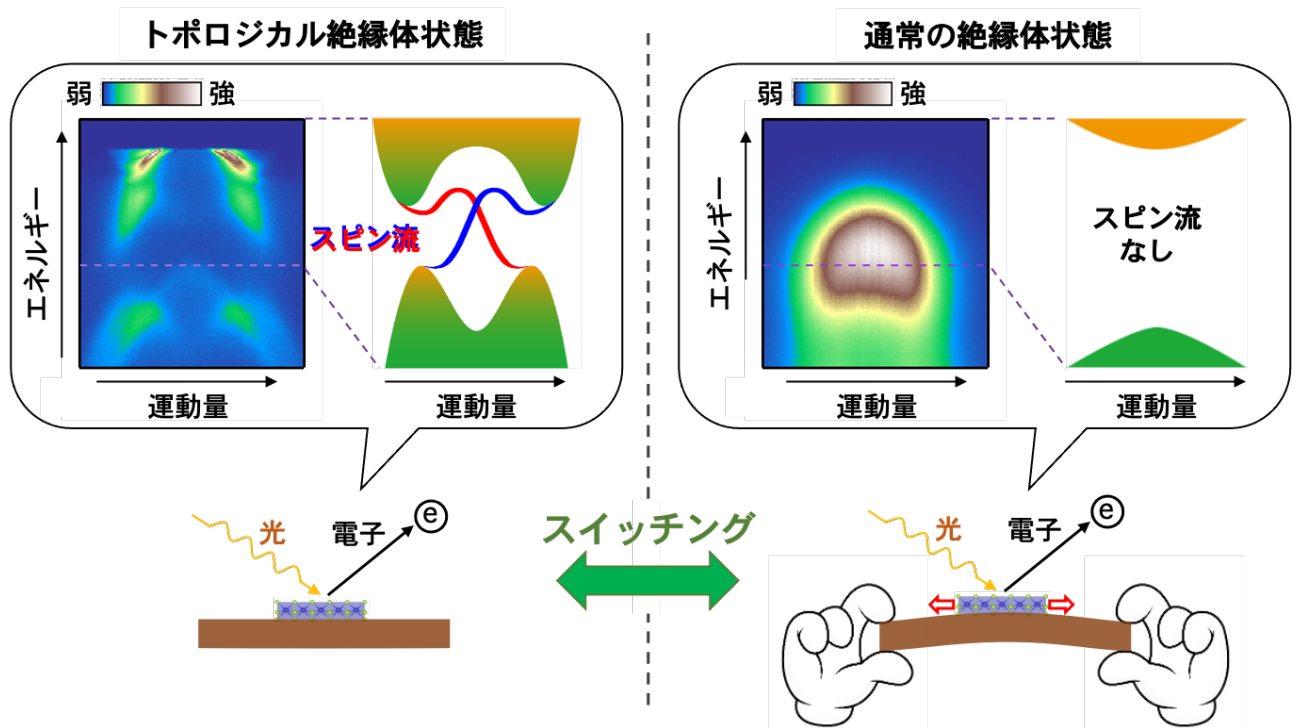 トポロジカル絶縁体状態
弱 強
エネルギー
スピン流
運動量 運動量
光 電子 e
スイッチング
通常の絶縁体状態
弱 強
エネルギー
スピン流
なし
運動量 運動量
光 電子 e